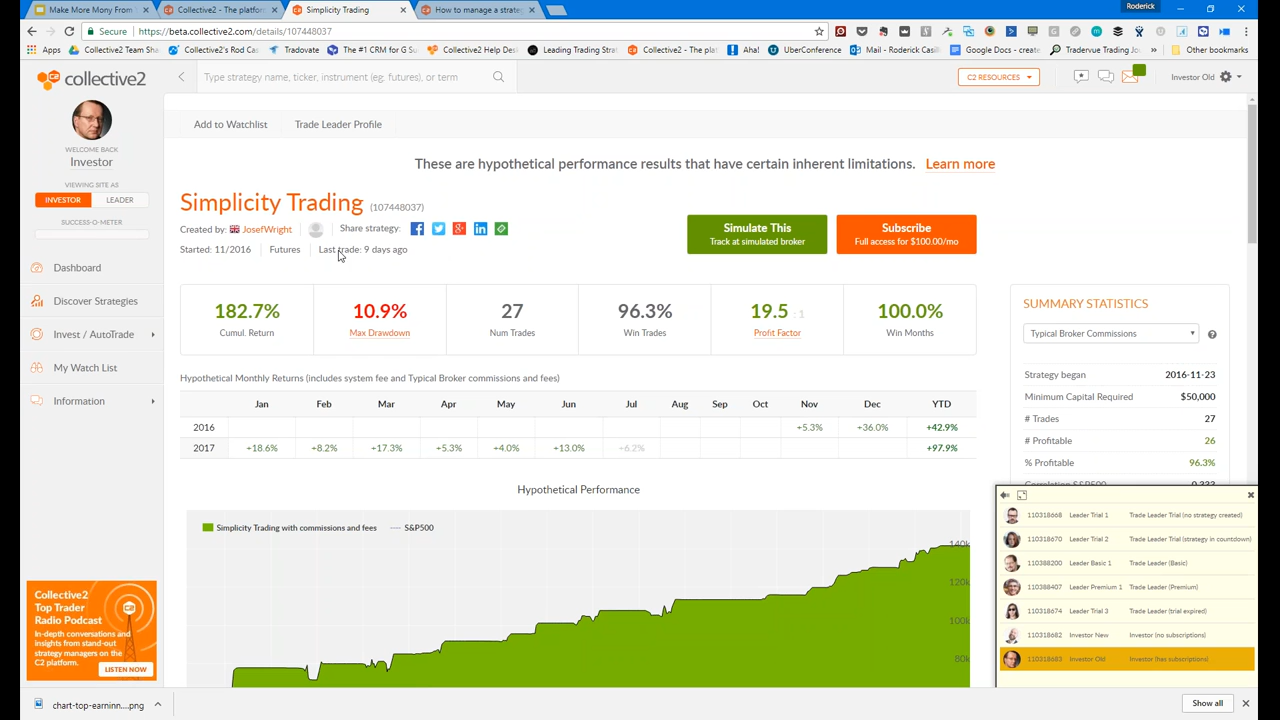 Make More Mony From
Collective2 - The platfor
Simplicity Trading
How to manage a strate
Roderick
Secure
https://beta.collective2.com/details/107448037
Apps
Collective2 Team Sha
Collective2's Rod Cas
Tradovate
The #1 CRM for G Su
Collective2 Help Des
Leading Trading Strat
Collective2 - The plat
Aha!
UberConference
Mail - Roderick Casill
Google Docs - create
Tradervue Trading Jo
Other bookmarks
collective2
Type strategy name, ticker, instrument (eg. futures), or term
C2 RESOURCES
Investor Old
WELCOME BACK
Investor
VIEWING SITE AS
INVESTOR LEADER
SUCCESS-O-METER
Dashboard
Discover Strategies
Invest / AutoTrade
My Watch List
Information
Collective2
Top Trader
Radio Podcast
In-depth conversations and
insights from stand-out
strategy managers on the
C2 platform.
LISTEN NOW
Add to Watchlist
Trade Leader Profile
These are hypothetical performance results that have certain inherent limitations. Learn more
Simplicity Trading (107448037)
Created by: JosefWright
Share strategy:
Started: 11/2016 Futures Last trade: 9 days ago
Simulate This
Track at simulated broker
Subscribe
Full access for $100.00/mo
182.7% 10.9% 27 96.3% 19.5 : 1 100.0%
Cumul. Return Max Drawdown Num Trades Win Trades Profit Factor Win Months
Hypothetical Monthly Returns (includes system fee and Typical Broker commissions and fees)
Jan Feb Mar Apr May Jun Jul Aug Sep Oct Nov Dec YTD
2016 +5.3% +36.0% +42.9%
2017 +18.6% +8.2% +17.3% +5.3% +4.0% +13.0% +6.2% +97.9%
Hypothetical Performance
Simplicity Trading with commissions and fees
S&P500
140k
120k
100k
80k
SUMMARY STATISTICS
Typical Broker Commissions
Strategy began 2016-11-23
Minimum Capital Required $50,000
# Trades 27
# Profitable 26
% Profitable 96.3%
Correlation S&P500 0.333
110318668 Leader Trial 1 Trade Leader Trial (no strategy created)
110318670 Leader Trial 2 Trade Leader Trial (strategy in countdown)
110388200 Leader Basic 1 Trade Leader (Basic)
110388407 Leader Premium 1 Trade Leader (Premium)
110318674 Leader Trial 3 Trade Leader (trial expired)
110318682 Investor New Investor (no subscriptions)
110318683 Investor Old Investor (has subscriptions)
chart-top-earninn....png
Show all